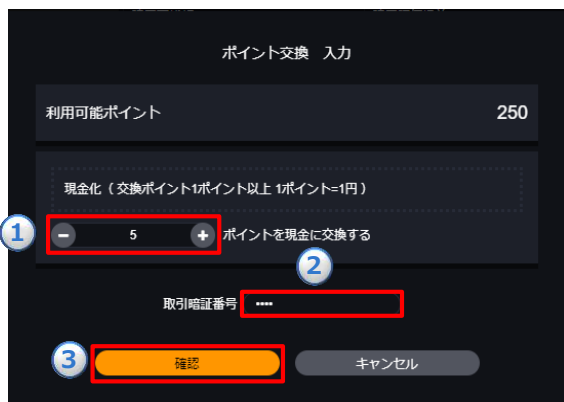 ポイント交換 入力
利用可能ポイント 250
現金化（交換ポイント1ポイント以上 1ポイント=1円）
1 − 5 + ポイントを現金に交換する
2
取引暗証番号 ••••
3 確認 キャンセル